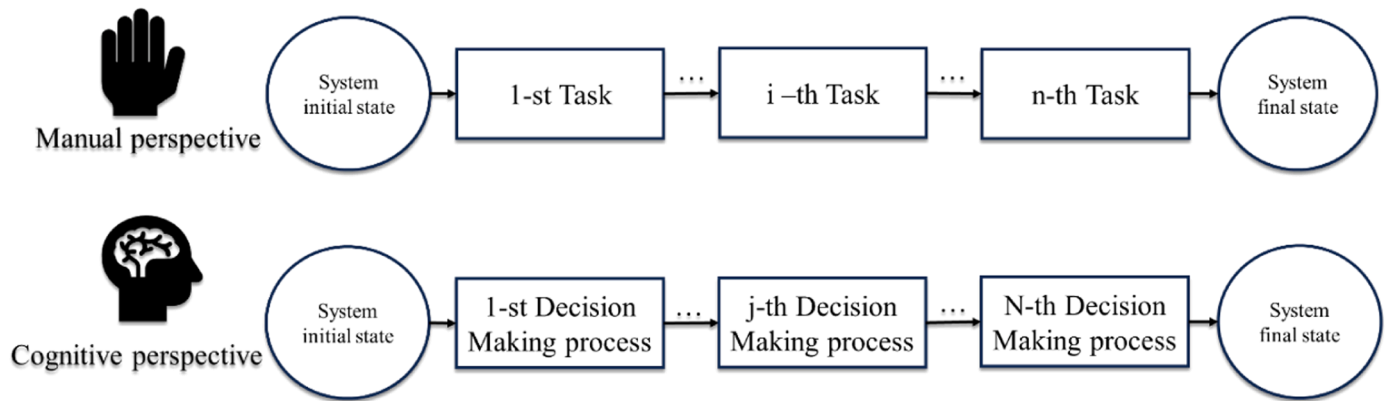 System
initial state
1-st Task
...
i –th Task
...
n-th Task
System
final state
Manual perspective
System
initial state
1-st Decision
Making process
...
j-th Decision
Making process
...
N-th Decision
Making process
System
final state
Cognitive perspective